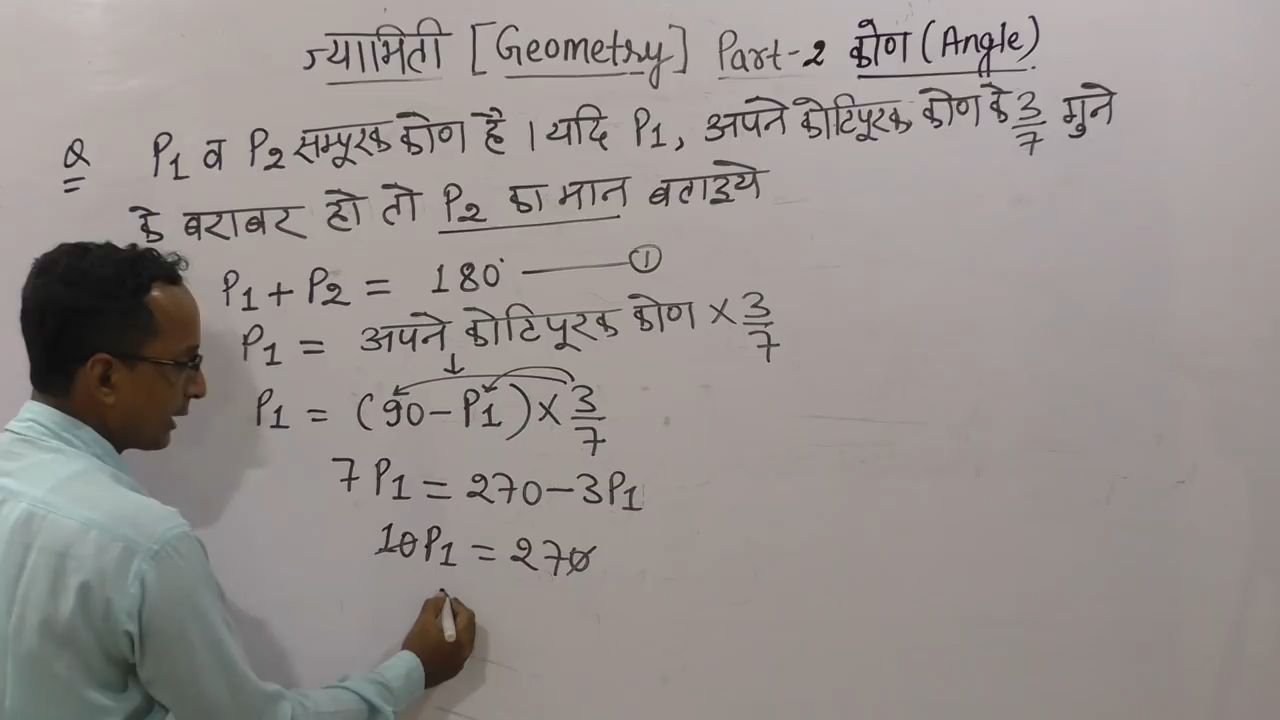 ज्यामिती [Geometry] Part-2 कोण (Angle)
Q P1 व P2 सम्पूरक कोण है । यदि P1, अपने कोटिपूरक कोण के 3/7 गुने
के बराबर हो तो P2 का मान बताइये
P1 + P2 = 180° ——— ①
P1 = अपने कोटिपूरक कोण × 3/7
P1 = (90 - P1) × 3/7
7P1 = 270 - 3P1
10P1 = 270